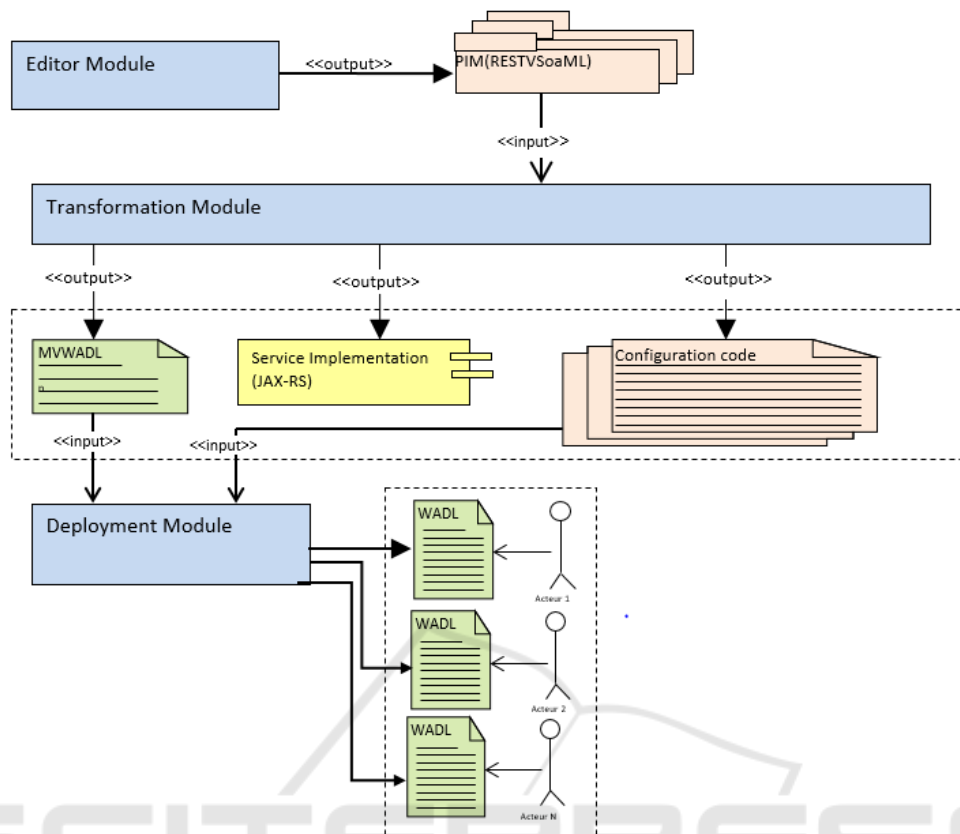 Editor Module
<<output>>
PIM(RESTVSoaML)
<<input>>
Transformation Module
<<output>>
<<output>>
<<output>>
MVWADL
Service Implementation
(JAX-RS)
Configuration code
<<input>>
<<input>>
Deployment Module
WADL
Acteur 1
WADL
Acteur 2
WADL
Acteur N